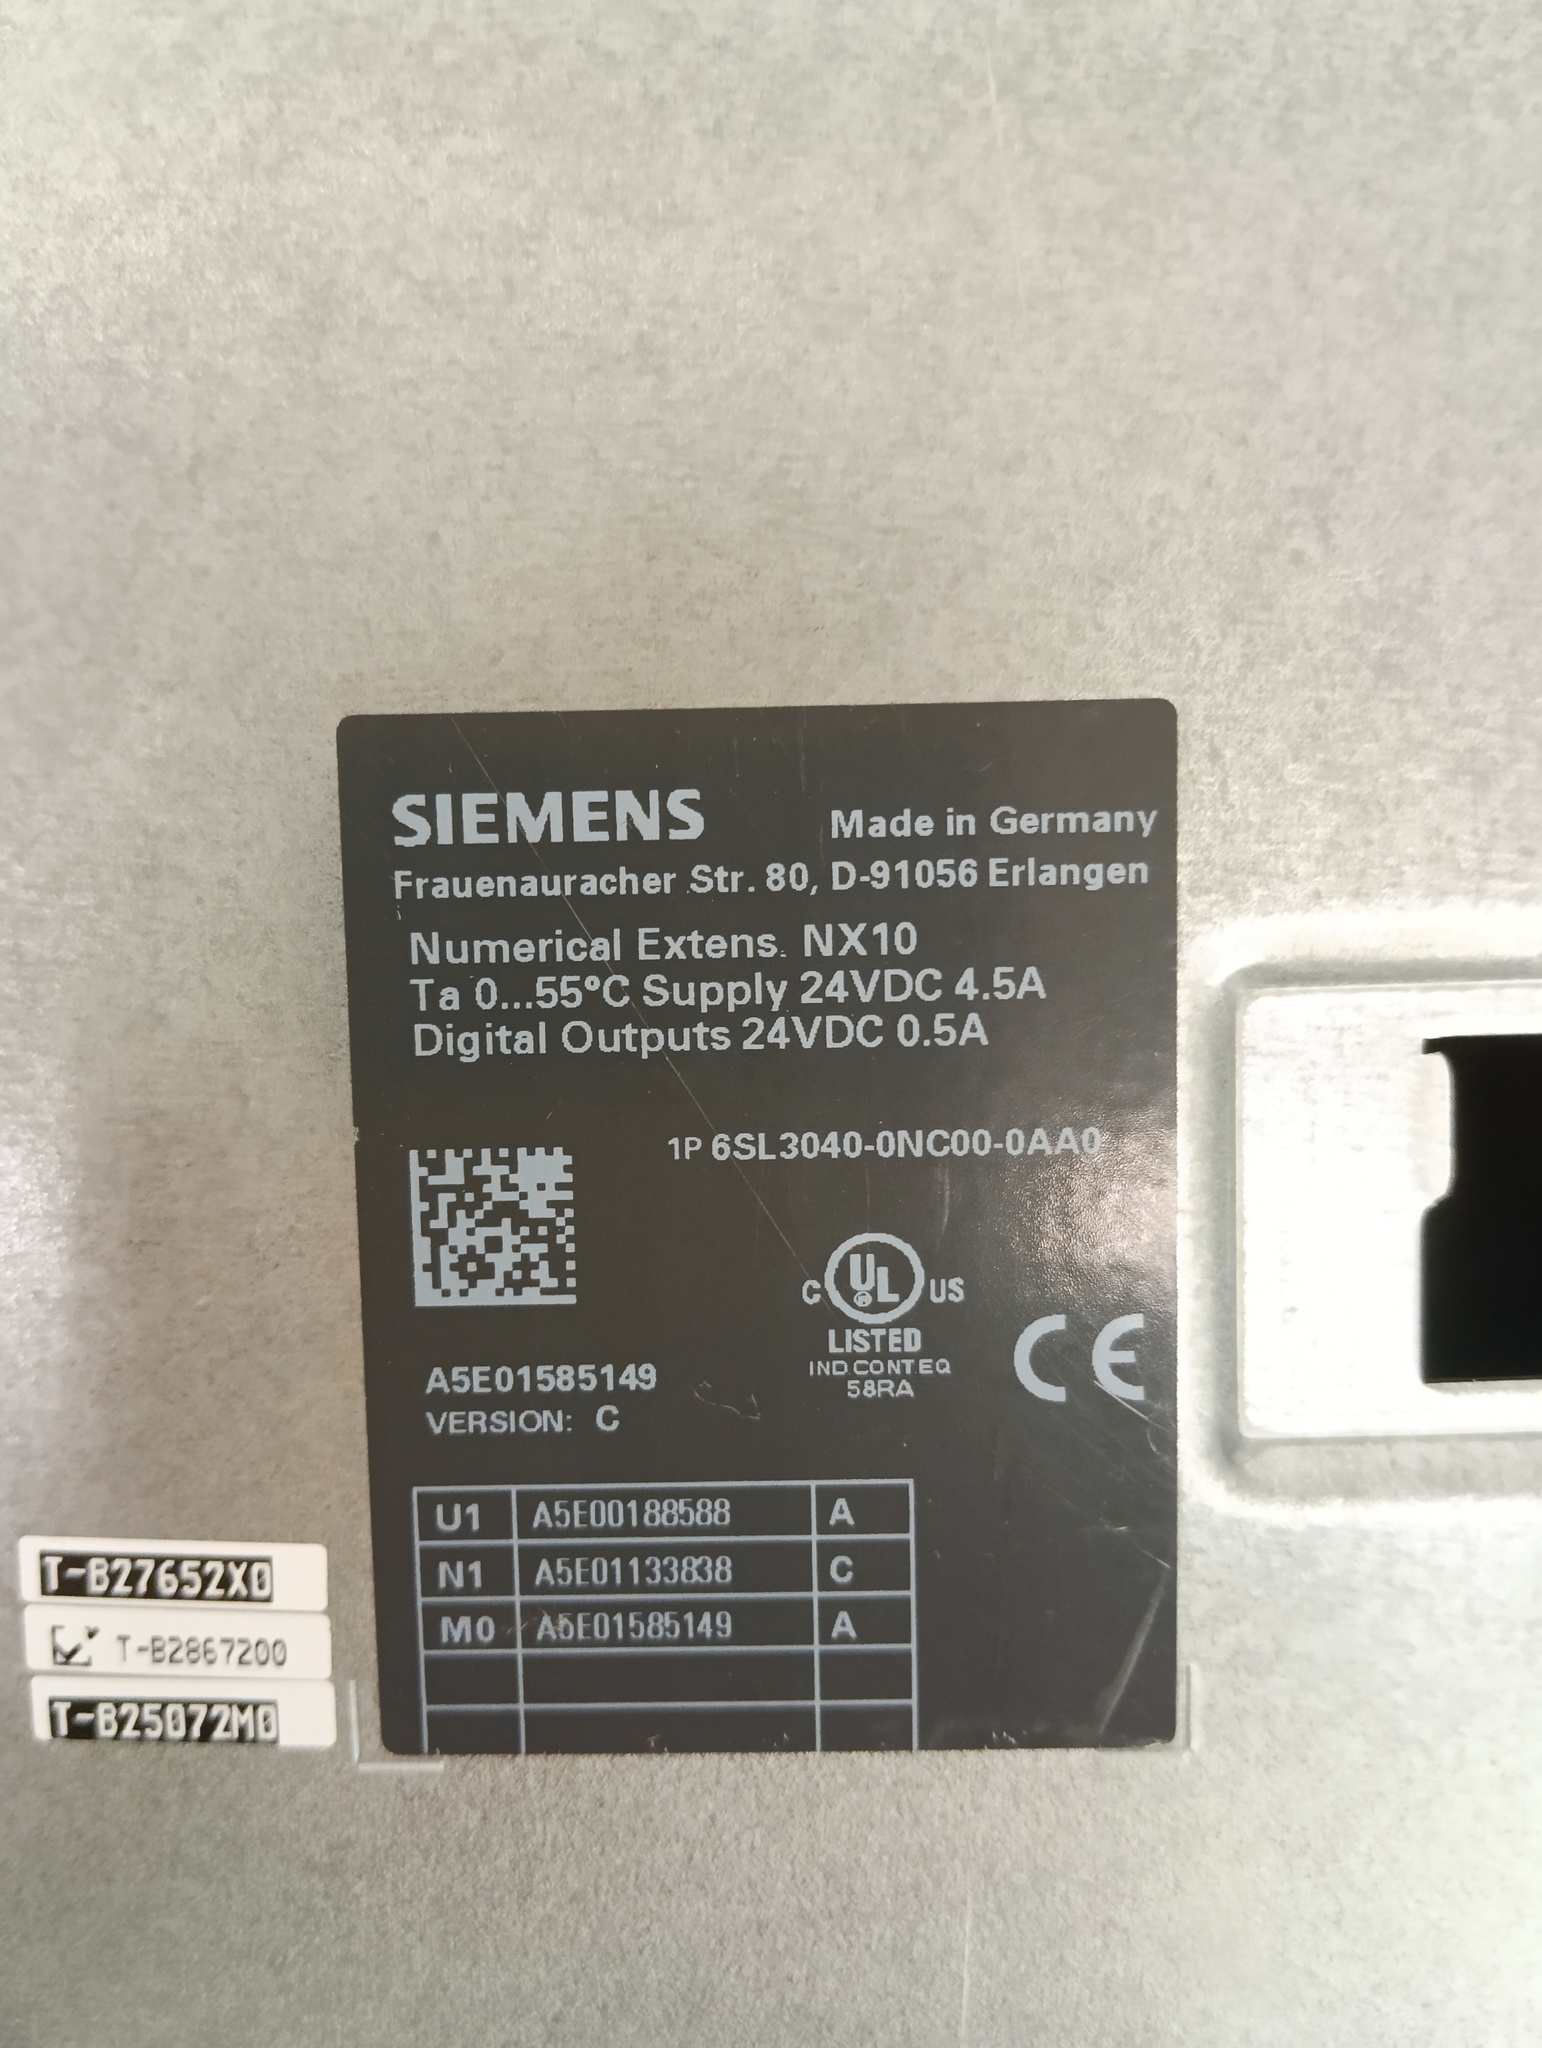 SIEMENS Made in Germany
Frauenauracher Str. 80, D-91056 Erlangen
Numerical Extens. NX10
Ta 0...55°C Supply 24VDC 4.5A
Digital Outputs 24VDC 0.5A
1P 6SL3040-0NC00-0AA0
C UL US
LISTED
IND.CONT.EQ
58RA
CE
A5E01585149
VERSION: C
U1 A5E00188588 A
N1 A5E01133838 C
M0 A5E01585149 A
T-B27652X0
T-B2867200
T-B25072M0